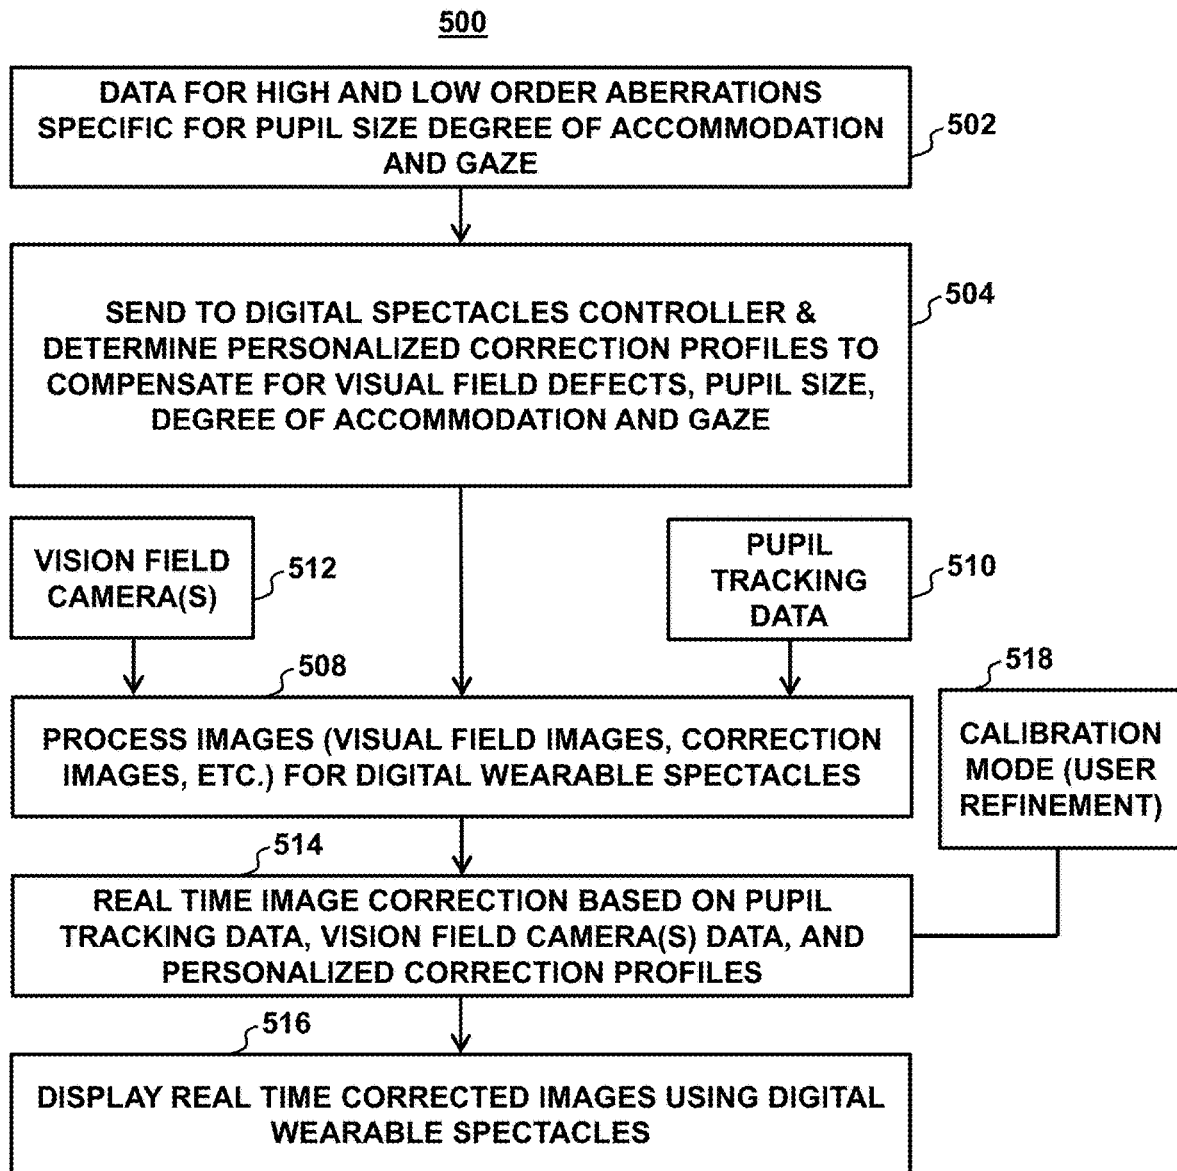 500
DATA FOR HIGH AND LOW ORDER ABERRATIONS
SPECIFIC FOR PUPIL SIZE DEGREE OF ACCOMMODATION
AND GAZE
502
SEND TO DIGITAL SPECTACLES CONTROLLER &
DETERMINE PERSONALIZED CORRECTION PROFILES TO
COMPENSATE FOR VISUAL FIELD DEFECTS, PUPIL SIZE,
DEGREE OF ACCOMMODATION AND GAZE
504
VISION FIELD
CAMERA(S)
512
PUPIL
TRACKING
DATA
510
508
PROCESS IMAGES (VISUAL FIELD IMAGES, CORRECTION
IMAGES, ETC.) FOR DIGITAL WEARABLE SPECTACLES
518
CALIBRATION
MODE (USER
REFINEMENT)
514
REAL TIME IMAGE CORRECTION BASED ON PUPIL
TRACKING DATA, VISION FIELD CAMERA(S) DATA, AND
PERSONALIZED CORRECTION PROFILES
516
DISPLAY REAL TIME CORRECTED IMAGES USING DIGITAL
WEARABLE SPECTACLES